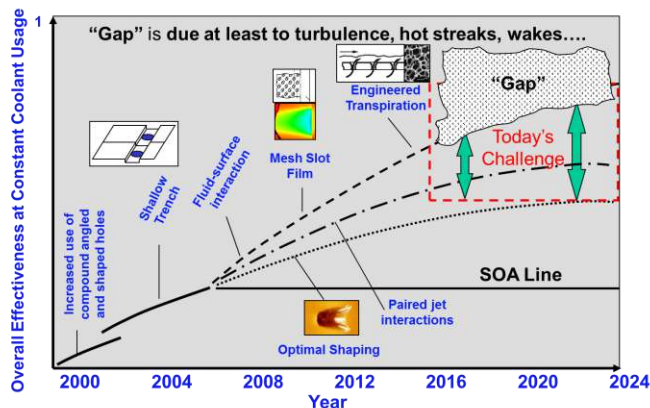 1
“Gap” is due at least to turbulence, hot streaks, wakes….
Overall Effectiveness at Constant Coolant Usage
Increased use of
compound angled
and shaped holes
Shallow
Trench
Fluid-surface
interaction
Mesh Slot
Film
Engineered
Transpiration
“Gap”
Today’s
Challenge
SOA Line
Paired jet
interactions
Optimal Shaping
2000 2004 2008 2012 2016 2020 2024
Year